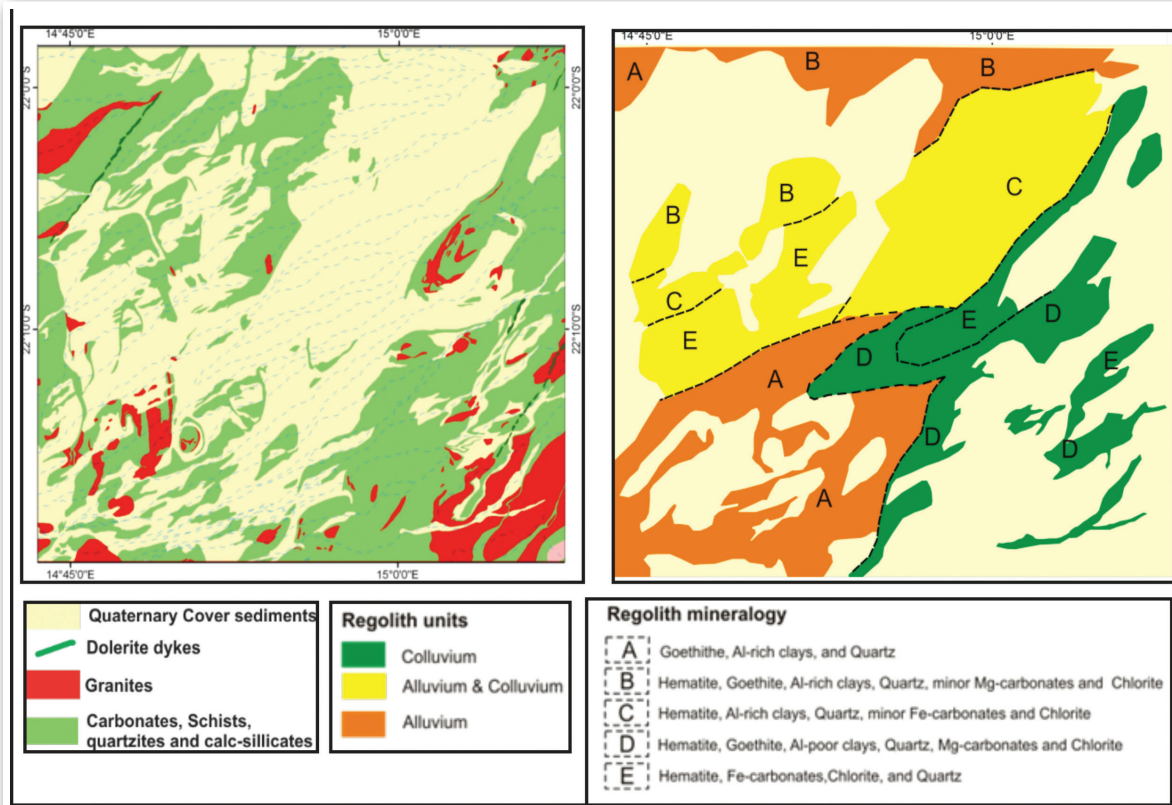 14°45'0"E
15°0'0"E
14°45'0"E
15°0'0"E
22°0'0"S
22°0'0"S
22°10'0"S
22°10'0"S
14°45'0"E
15°0'0"E
A
B
B
B
B
C
E
C
E
E
D
D
A
E
D
D
A
Quaternary Cover sediments
Dolerite dykes
Granites
Carbonates, Schists,
quartzites and calc-sillicates
Regolith units
Colluvium
Alluvium & Colluvium
Alluvium
Regolith mineralogy
A Goethithe, Al-rich clays, and Quartz
B Hematite, Goethite, Al-rich clays, Quartz, minor Mg-carbonates and Chlorite
C Hematite, Al-rich clays, Quartz, minor Fe-carbonates and Chlorite
D Hematite, Goethite, Al-poor clays, Quartz, Mg-carbonates and Chlorite
E Hematite, Fe-carbonates,Chlorite, and Quartz